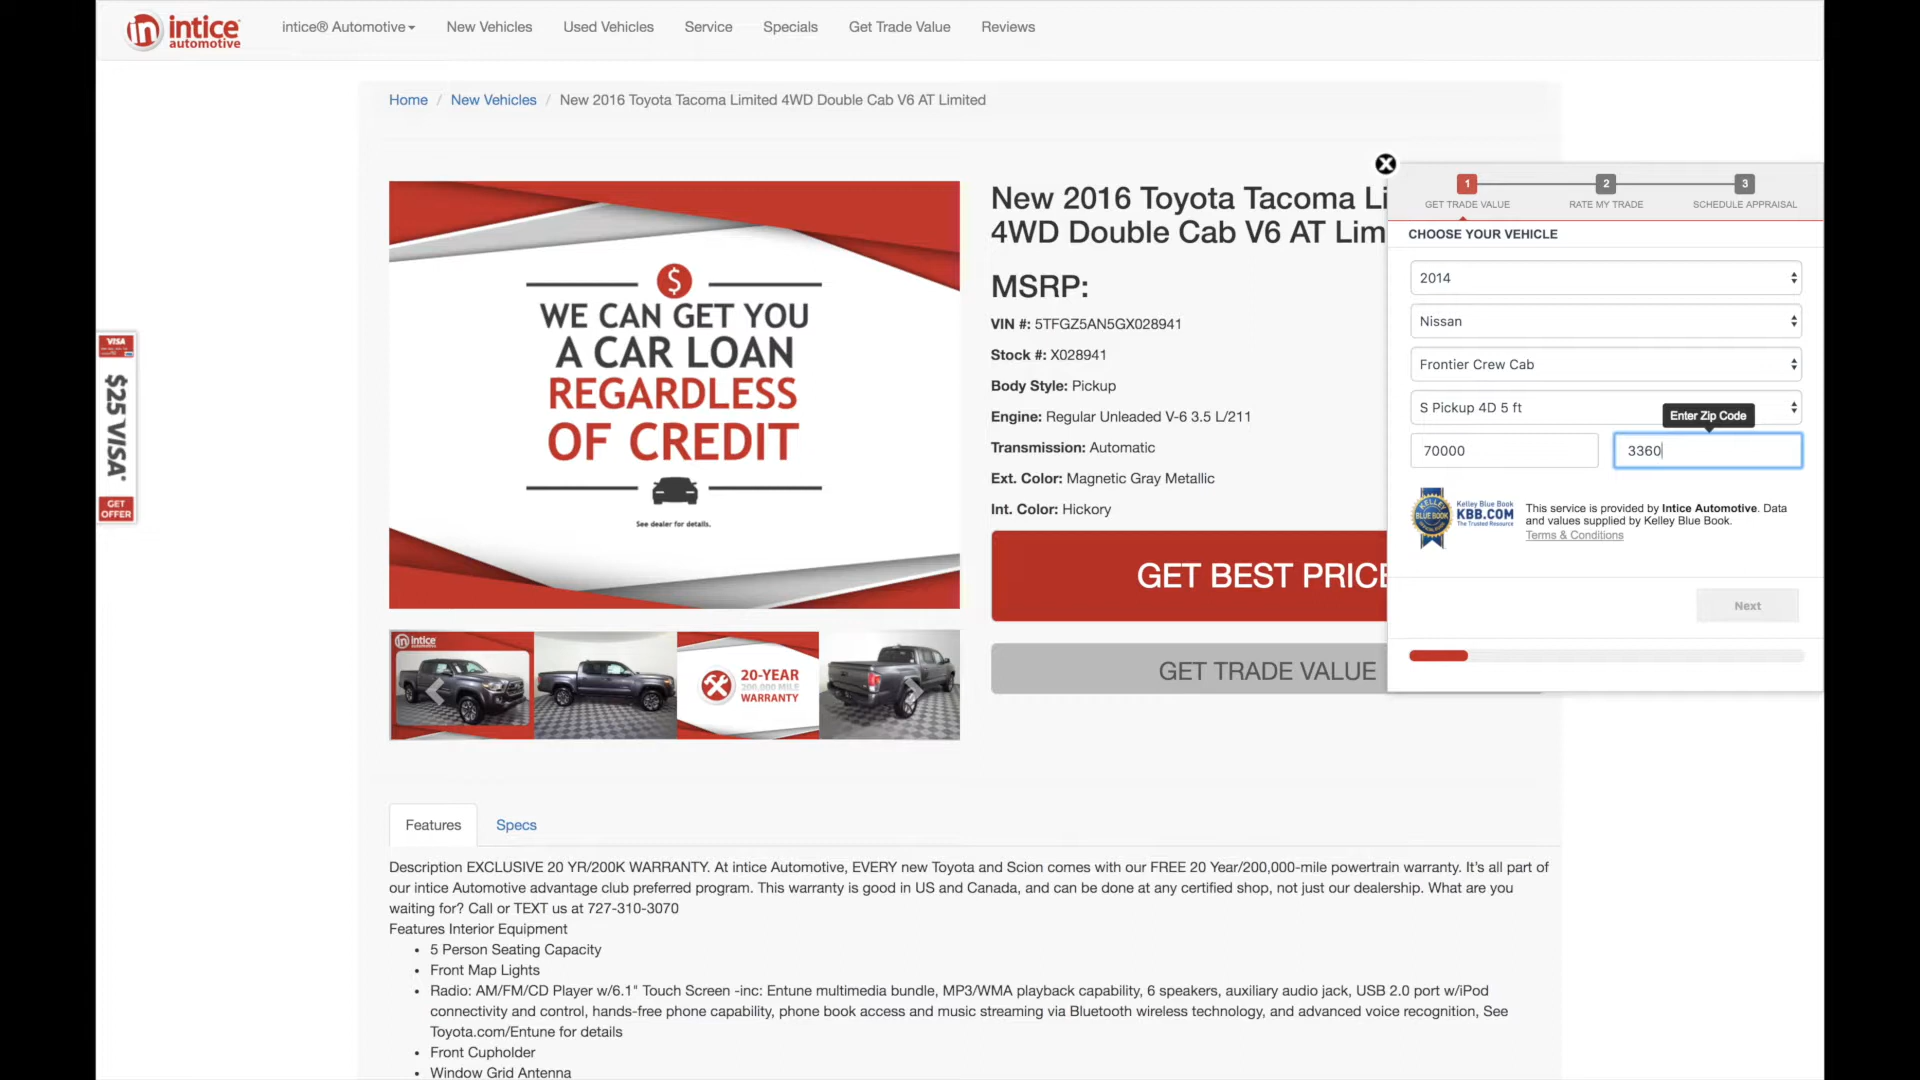 intice automotive
intice® Automotive
New Vehicles
Used Vehicles
Service
Specials
Get Trade Value
Reviews
Home / New Vehicles / New 2016 Toyota Tacoma Limited 4WD Double Cab V6 AT Limited
$
WE CAN GET YOU
A CAR LOAN
REGARDLESS
OF CREDIT
See dealer for details.
intice
20-YEAR
200,000 MILE
WARRANTY
VISA
$25 VISA*
GET
OFFER
New 2016 Toyota Tacoma Li
4WD Double Cab V6 AT Lim
MSRP:
VIN #: 5TFGZ5AN5GX028941
Stock #: X028941
Body Style: Pickup
Engine: Regular Unleaded V-6 3.5 L/211
Transmission: Automatic
Ext. Color: Magnetic Gray Metallic
Int. Color: Hickory
GET BEST PRICE
GET TRADE VALUE
1
GET TRADE VALUE
2
RATE MY TRADE
3
SCHEDULE APPRAISAL
CHOOSE YOUR VEHICLE
2014
Nissan
Frontier Crew Cab
S Pickup 4D 5 ft
Enter Zip Code
70000
3360
KELLEY
BLUE BOOK
Kelley Blue Book
KBB.COM
The Trusted Resource
This service is provided by Intice Automotive. Data
and values supplied by Kelley Blue Book.
Terms & Conditions
Next
Features
Specs
Description EXCLUSIVE 20 YR/200K WARRANTY. At intice Automotive, EVERY new Toyota and Scion comes with our FREE 20 Year/200,000-mile powertrain warranty. It's all part of
our intice Automotive advantage club preferred program. This warranty is good in US and Canada, and can be done at any certified shop, not just our dealership. What are you
waiting for? Call or TEXT us at 727-310-3070
Features Interior Equipment
• 5 Person Seating Capacity
• Front Map Lights
• Radio: AM/FM/CD Player w/6.1" Touch Screen -inc: Entune multimedia bundle, MP3/WMA playback capability, 6 speakers, auxiliary audio jack, USB 2.0 port w/iPod
connectivity and control, hands-free phone capability, phone book access and music streaming via Bluetooth wireless technology, and advanced voice recognition, See
Toyota.com/Entune for details
• Front Cupholder
• Window Grid Antenna